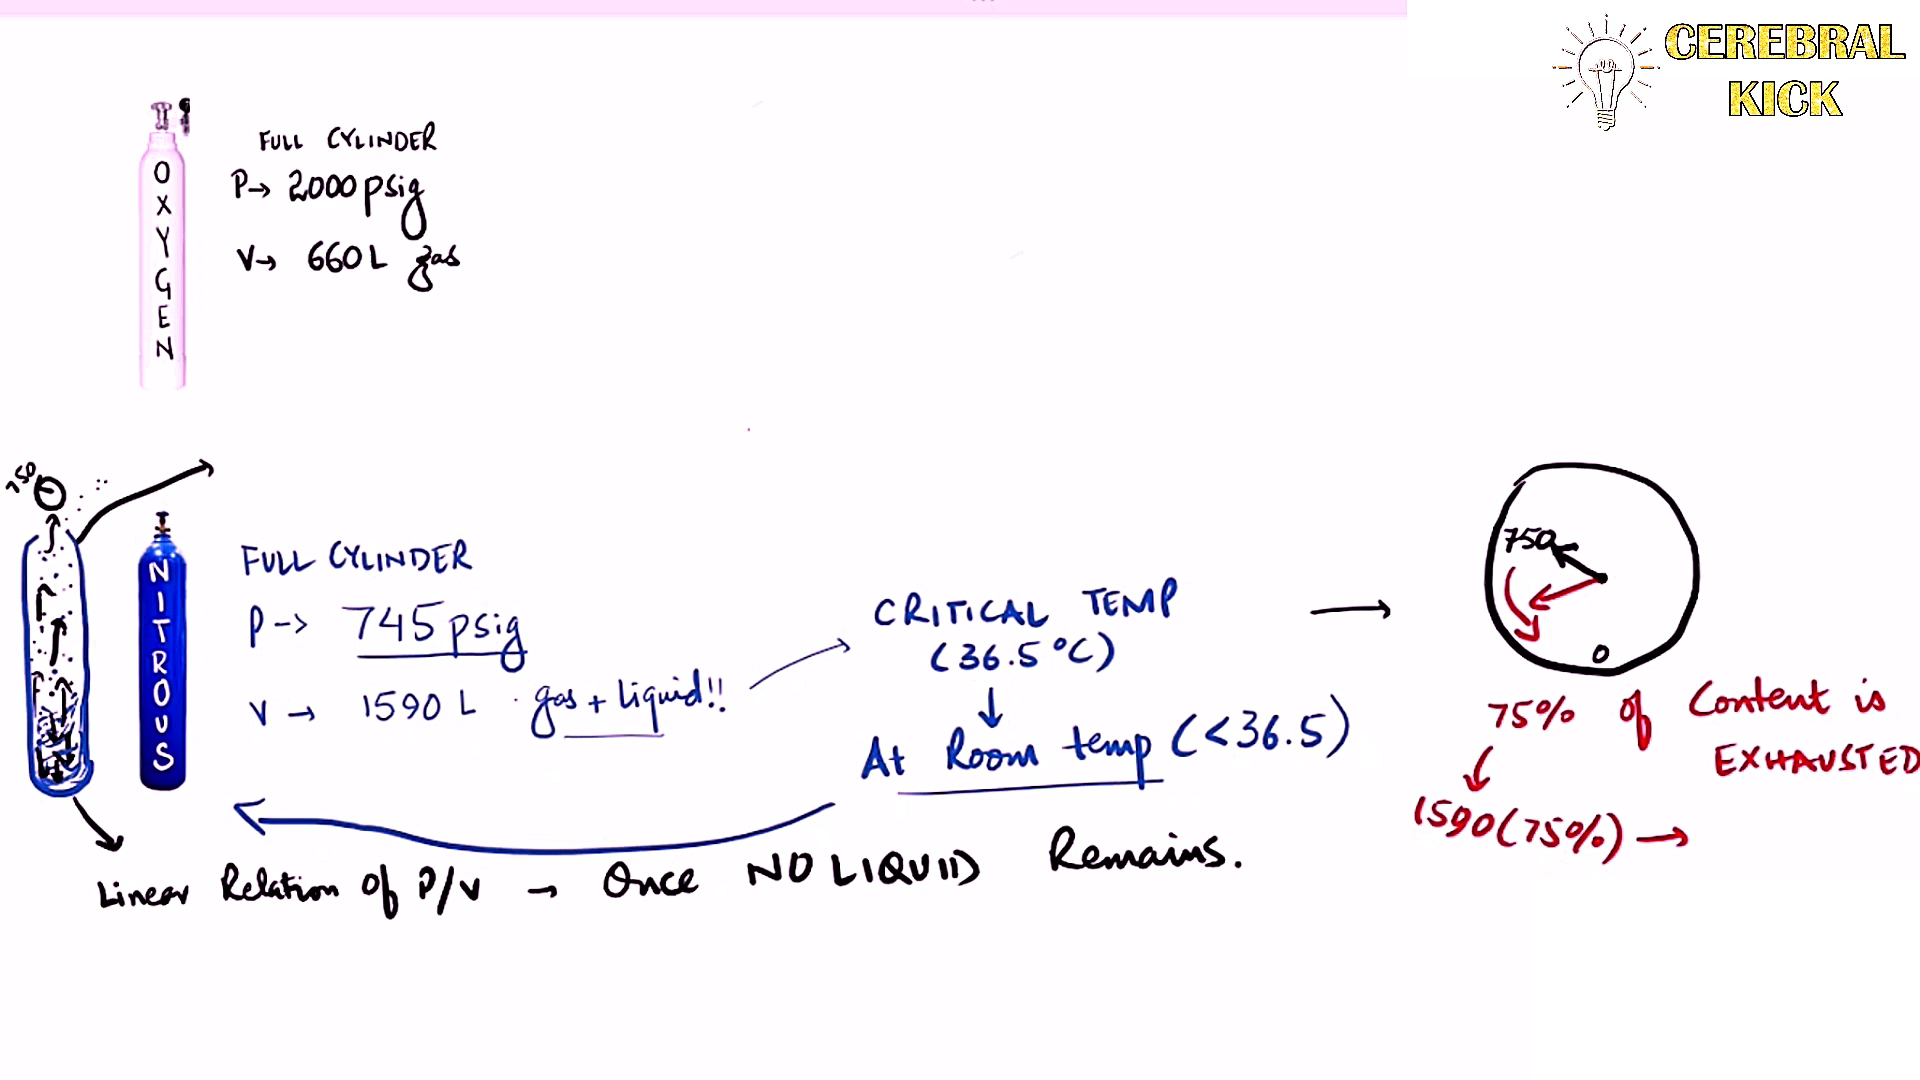 CEREBRAL
KICK
OXYGEN
FULL CYLINDER
P→ 2000 psig
V→ 660 L gas
750
NITROUS
FULL CYLINDER
P -> 745 psig
V → 1590 L . gas + Liquid!!
CRITICAL TEMP
(36.5°C)
↓
At Room temp (<36.5)
750
0
75% of Content is
EXHAUSTED
1590(75%) →
Linear Relation Of P/V → Once NO LIQUID Remains.